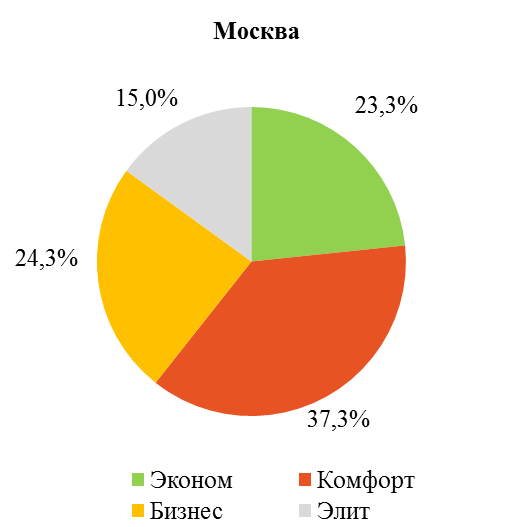 Москва
15,0%
23,3%
24,3%
37,3%
Эконом
Комфорт
Бизнес
Элит